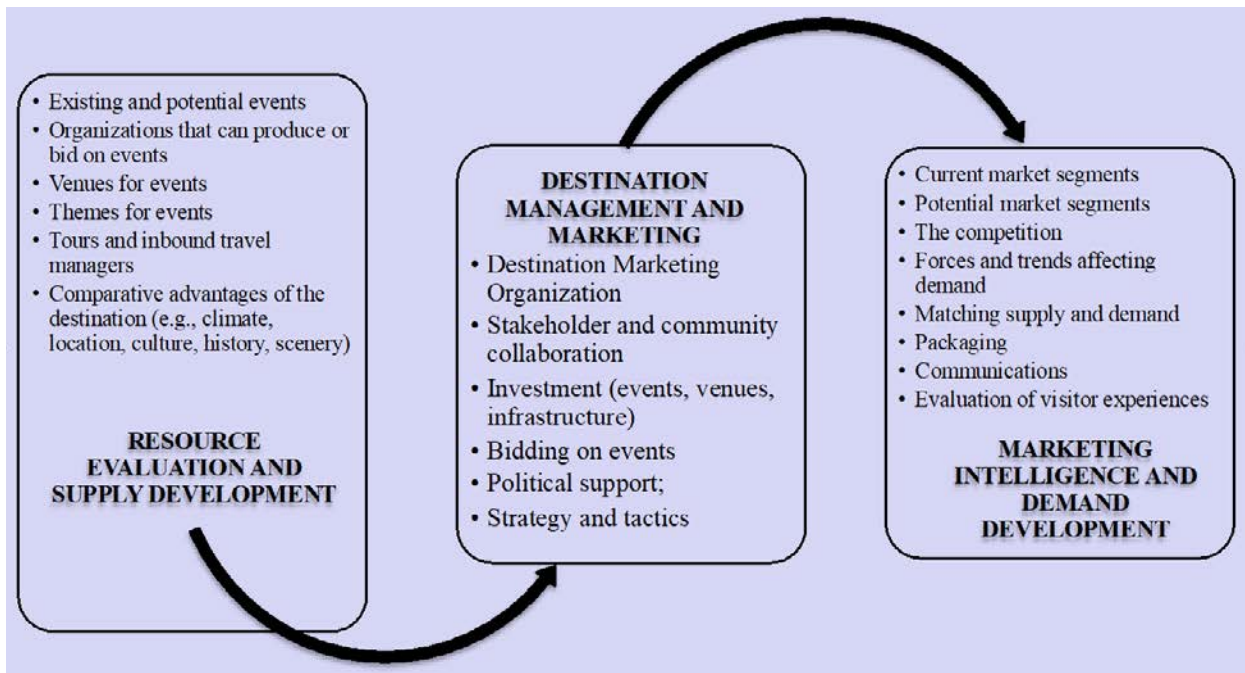 • Existing and potential events
• Organizations that can produce or
bid on events
• Venues for events
• Themes for events
• Tours and inbound travel
managers
• Comparative advantages of the
destination (e.g., climate,
location, culture, history, scenery)
RESOURCE
EVALUATION AND
SUPPLY DEVELOPMENT
DESTINATION
MANAGEMENT AND
MARKETING
• Destination Marketing
Organization
• Stakeholder and community
collaboration
• Investment (events, venues,
infrastructure)
• Bidding on events
• Political support;
• Strategy and tactics
• Current market segments
• Potential market segments
• The competition
• Forces and trends affecting
demand
• Matching supply and demand
• Packaging
• Communications
• Evaluation of visitor experiences
MARKETING
INTELLIGENCE AND
DEMAND
DEVELOPMENT